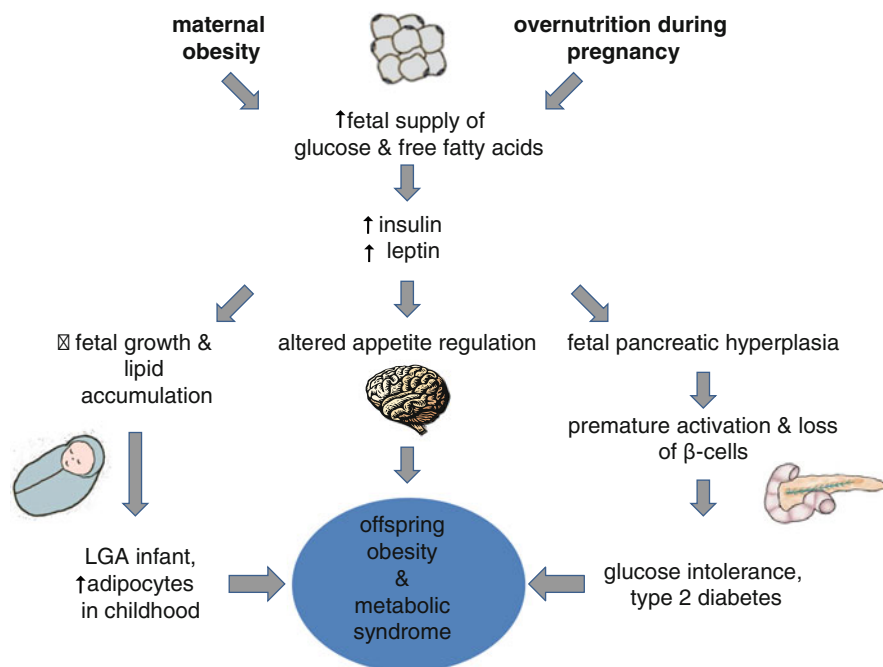 maternal
obesity
overnutrition during
pregnancy
↑fetal supply of
glucose & free fatty acids
↑ insulin
↑ leptin
fetal growth &
lipid
accumulation
altered appetite regulation
fetal pancreatic hyperplasia
premature activation & loss
of β-cells
LGA infant,
↑adipocytes
in childhood
offspring
obesity
&
metabolic
syndrome
glucose intolerance,
type 2 diabetes